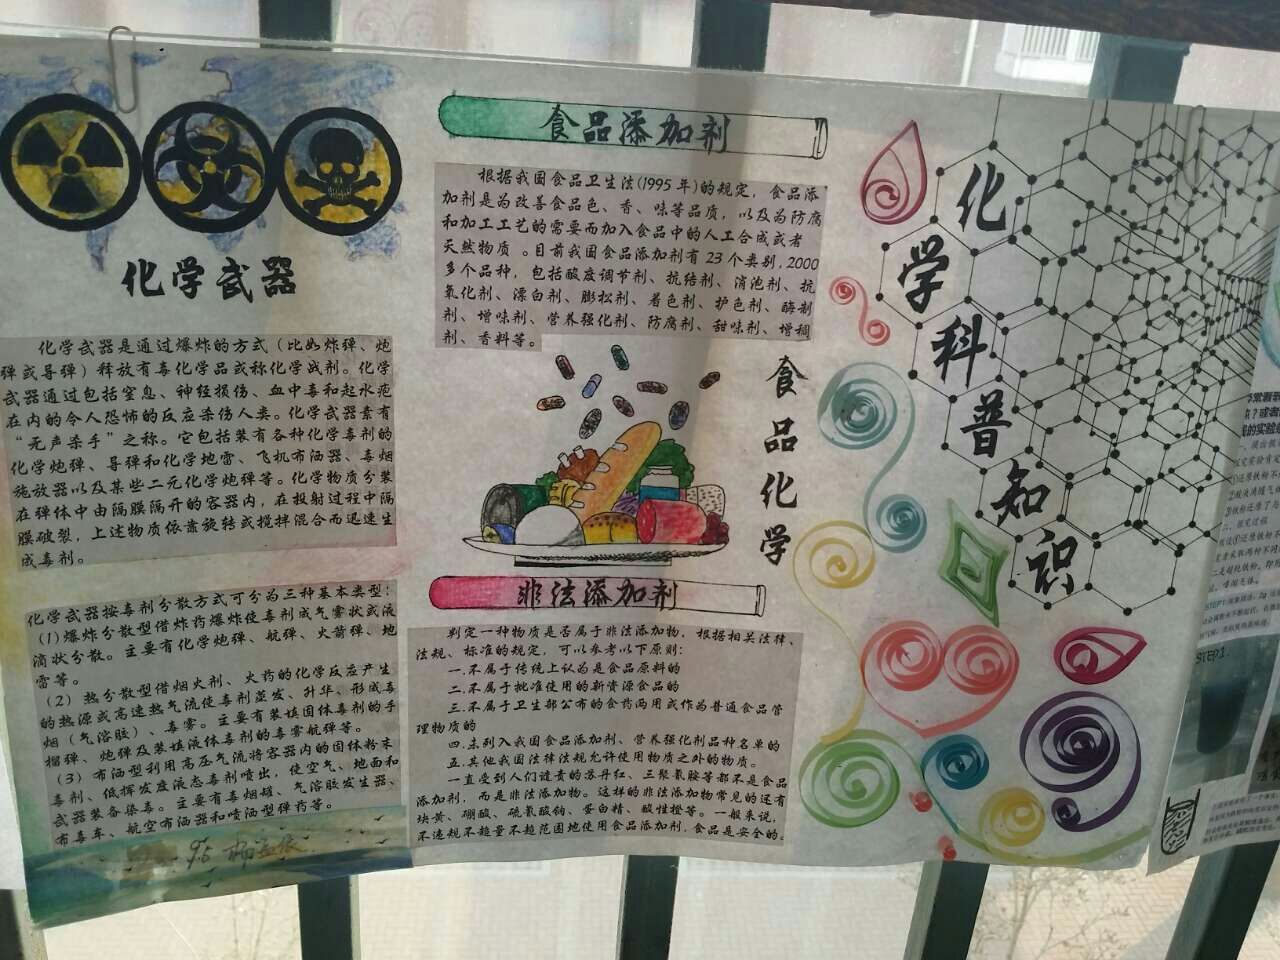 化学武器
化学武器是通过爆炸的方式（比如炸弹、炮
弹或导弹）释放有毒化学品或称化学战剂。化学
武器通过包括窒息、神经损伤、血中毒和起水疱
在内的令人恐怖的反应杀伤人类。化学武器素有
“无声杀手”之称。它包括装有各种化学毒剂的
化学炮弹、导弹和化学地雷、飞机布洒器、毒烟
施放器以及某些二元化学炮弹等。化学物质分装
在弹体中由隔膜隔开的容器内，在投射过程中隔
膜破裂，上述物质依靠旋转或搅拌混合而迅速生
成毒剂。
化学武器按毒剂分散方式可分为三种基本类型：
（1）爆炸分散型借炸药爆炸使毒剂成气雾状或液
滴状分散。主要有化学炮弹、航弹、火箭弹、地
雷等。
（2）热分散型借烟火剂、火药的化学反应产生
的热源或高速热气流使毒剂蒸发、升华，形成毒
烟（气溶胶）、毒雾。主要有装填固体毒剂的手
榴弹、炮弹及装填液体毒剂的毒雾航弹等。
（3）布洒型利用高压气流将容器内的固体粉末
毒剂、低挥发度液态毒剂喷出，使空气、地面和
武器装备染毒。主要有毒烟罐、气溶胶发生器、
布毒车、航空布洒器和喷洒型弹药等。
食品添加剂
根据我国食品卫生法(1995年)的规定，食品添
加剂是为改善食品色、香、味等品质，以及为防腐
和加工工艺的需要而加入食品中的人工合成或者
天然物质。目前我国食品添加剂有23个类别，2000
多个品种，包括酸度调节剂、抗结剂、消泡剂、抗
氧化剂、漂白剂、膨松剂、着色剂、护色剂、酶制
剂、增味剂、营养强化剂、防腐剂、甜味剂、增稠
剂、香料等。
食品化学
非法添加剂
判定一种物质是否属于非法添加物，根据相关法律、
法规、标准的规定，可以参考以下原则：
一.不属于传统上认为是食品原料的
二.不属于批准使用的新资源食品的
三.不属于卫生部公布的食药两用或作为普通食品管
理物质的
四.未列入我国食品添加剂、营养强化剂品种名单的
五.其他我国法律法规允许使用物质之外的物质。
一直受到人们谴责的苏丹红、三聚氰胺等都不是食品
添加剂，而是非法添加物。这样的非法添加物常见的还有
块黄、硼酸、硫氰酸钠、蛋白精、酸性橙等。一般来说，
不违规不超量不超范围地使用食品添加剂，食品是安全的。
化学科普知识
STEP1